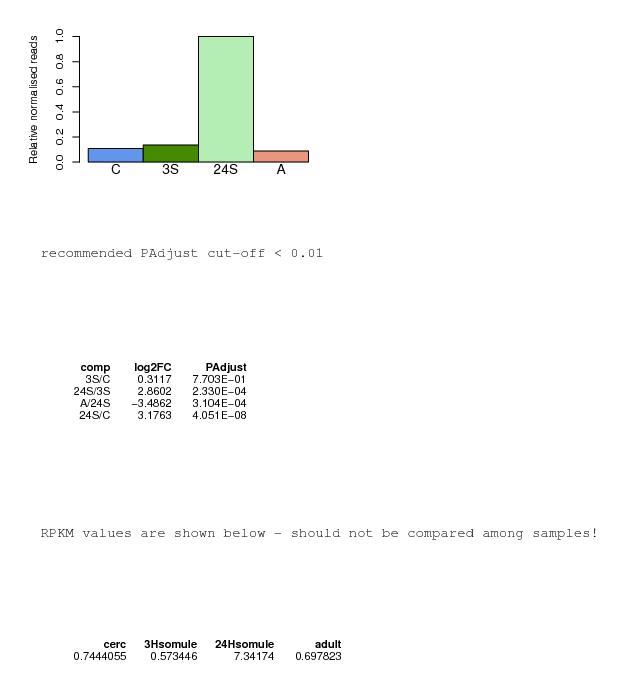 Relative normalised reads
1.0
0.8
0.6
0.4
0.2
0.0
C 3S 24S A
recommended PAdjust cut-off < 0.01
comp log2FC PAdjust
3S/C 0.3117 7.703E−01
24S/3S 2.8602 2.330E−04
A/24S −3.4862 3.104E−04
24S/C 3.1763 4.051E−08
RPKM values are shown below - should not be compared among samples!
cerc 3Hsomule 24Hsomule adult
0.7444055 0.573446 7.34174 0.697823